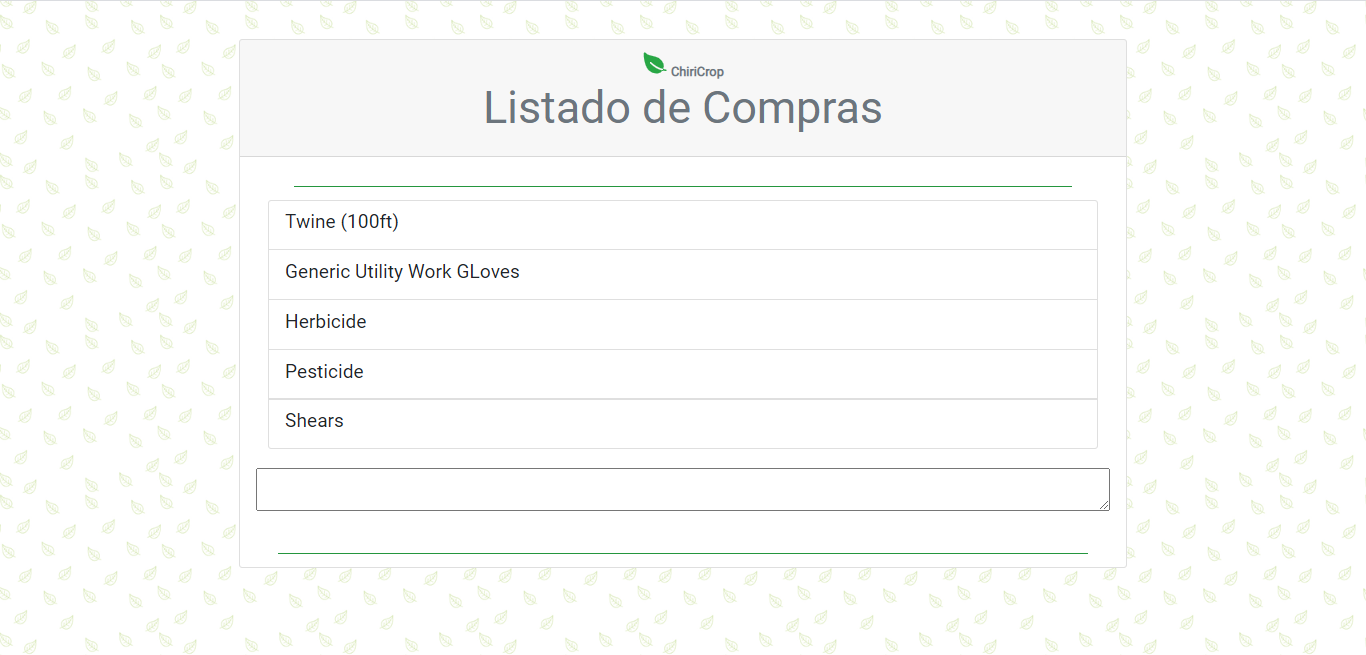 ChiriCrop
Listado de Compras
Twine (100ft)
Generic Utility Work GLoves
Herbicide
Pesticide
Shears